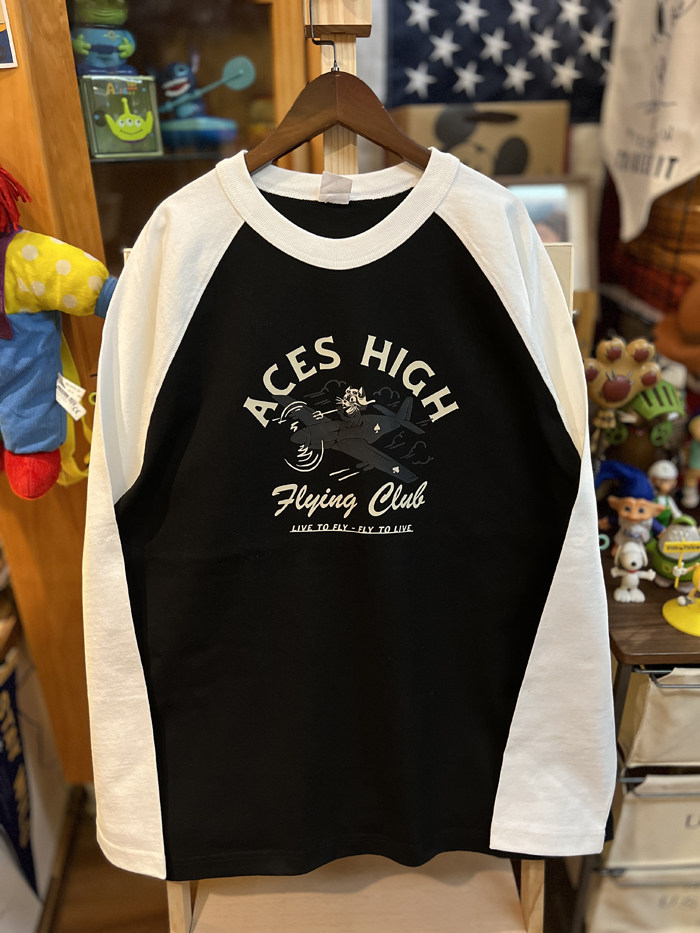 ACES HIGH
Flying Club
LIVE TO FLY - FLY TO LIVE